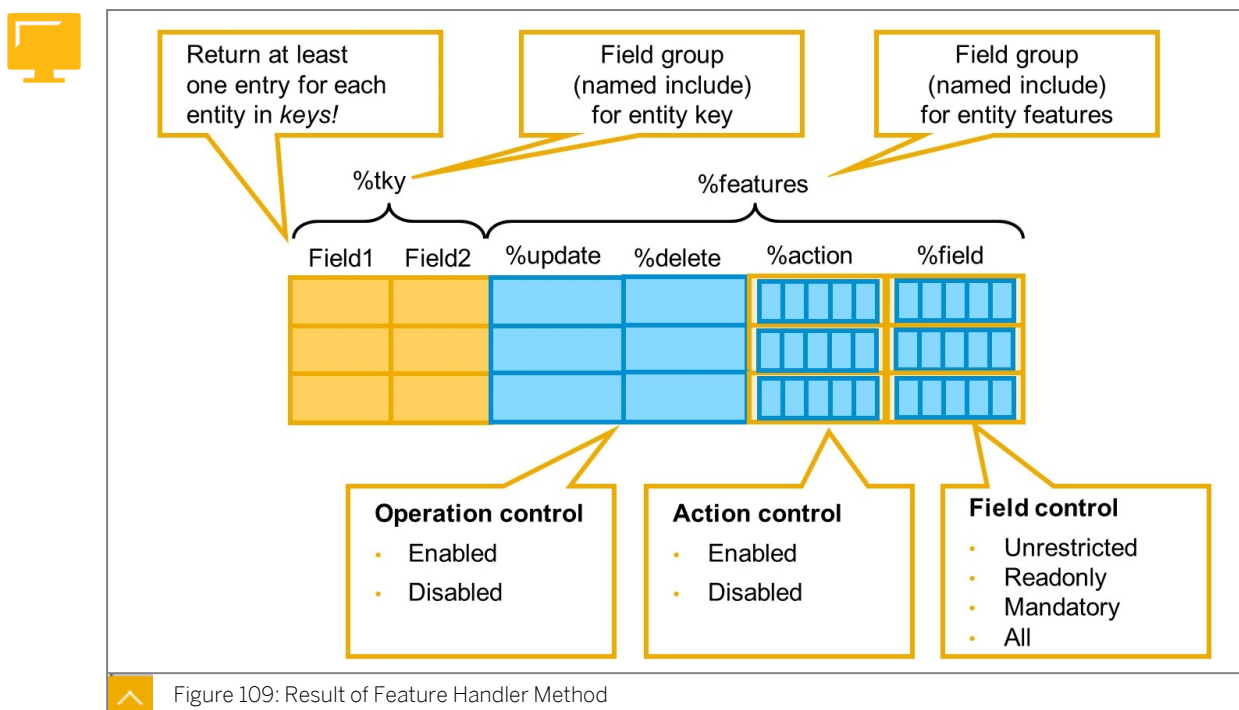 Return at least
one entry for each
entity in keys!
Field group
(named include)
for entity key
Field group
(named include)
for entity features
%tky
%features
Field1
Field2
%update
%delete
%action
%field
Operation control
• Enabled
• Disabled
Action control
• Enabled
• Disabled
Field control
• Unrestricted
• Readonly
• Mandatory
• All
Figure 109: Result of Feature Handler Method